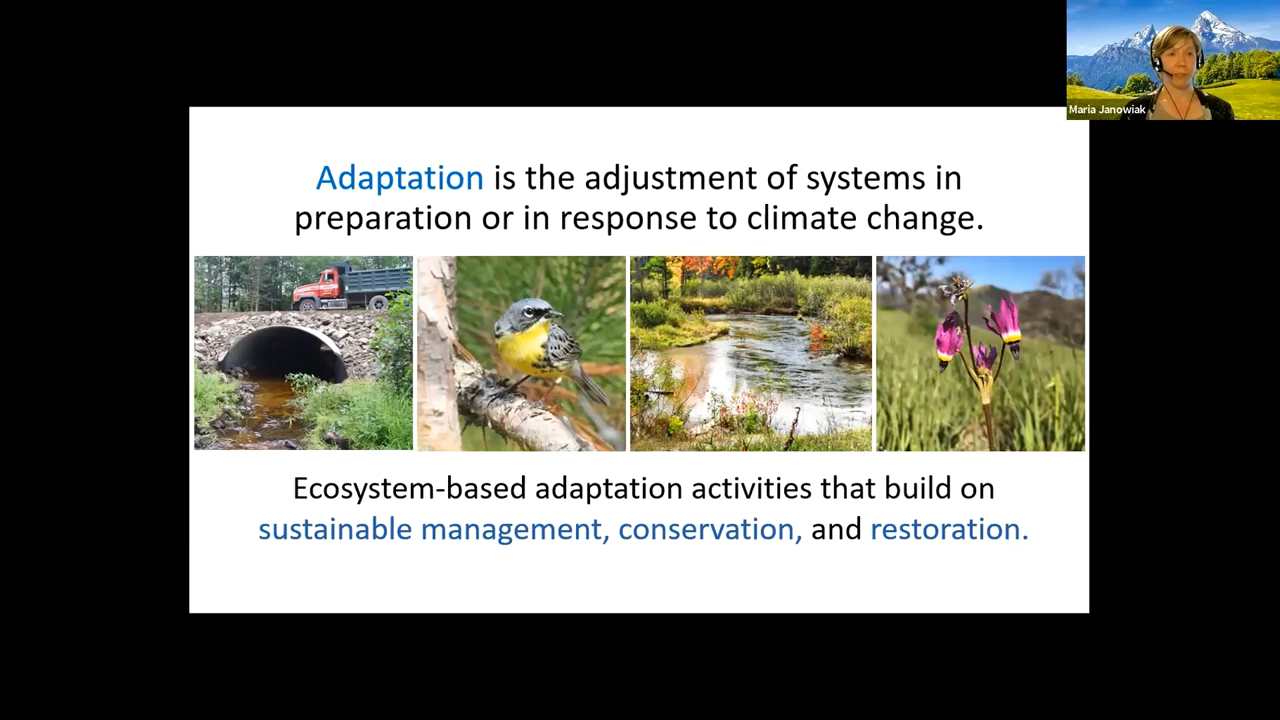 Maria Janowiak
Adaptation is the adjustment of systems in
preparation or in response to climate change.
Ecosystem-based adaptation activities that build on
sustainable management, conservation, and restoration.